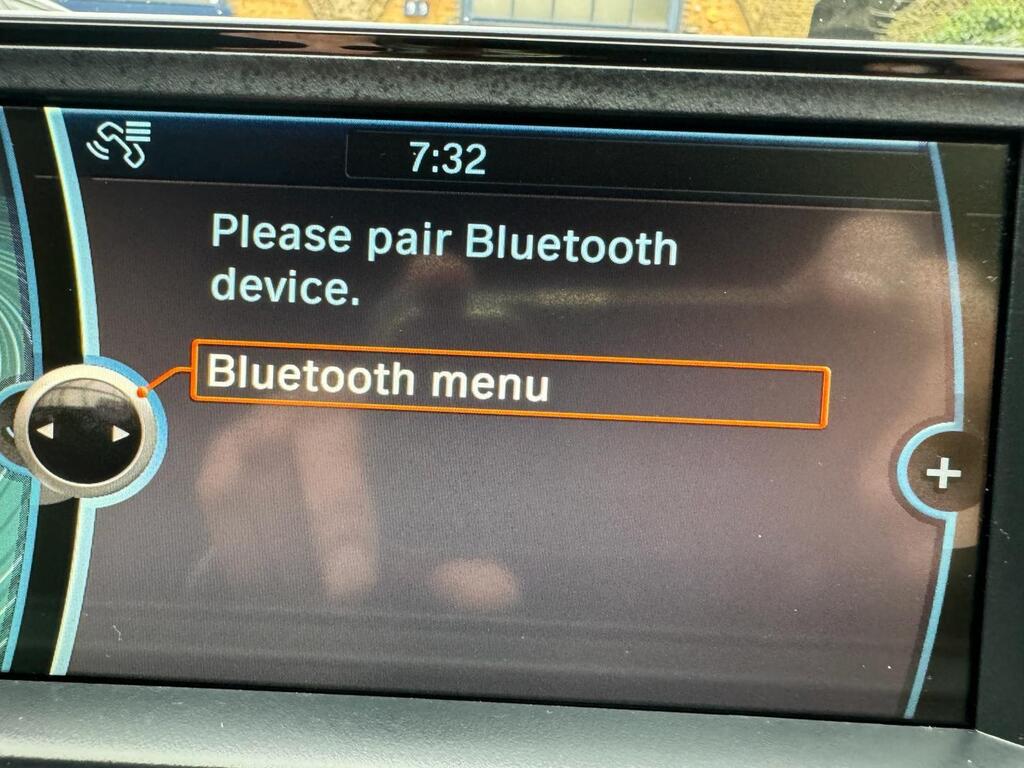 7:32
Please pair Bluetooth
device.
Bluetooth menu
+